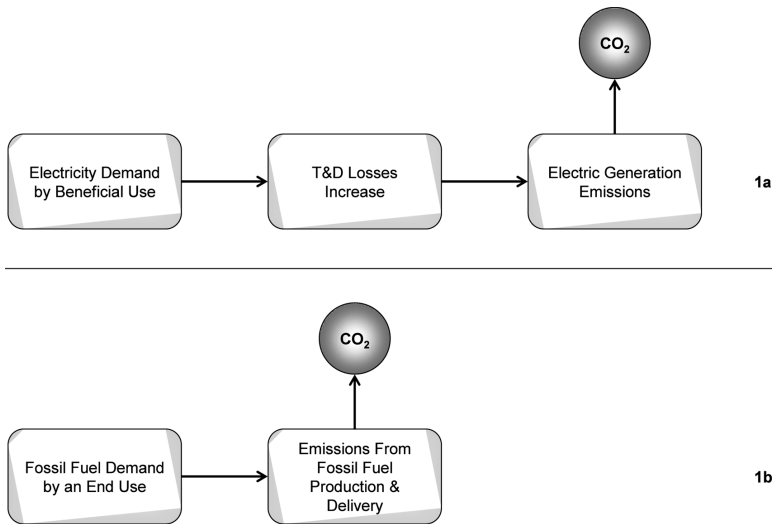 CO₂
Electricity Demand
by Beneficial Use
T&D Losses
Increase
Electric Generation
Emissions
1a
CO₂
Fossil Fuel Demand
by an End Use
Emissions From
Fossil Fuel
Production &
Delivery
1b